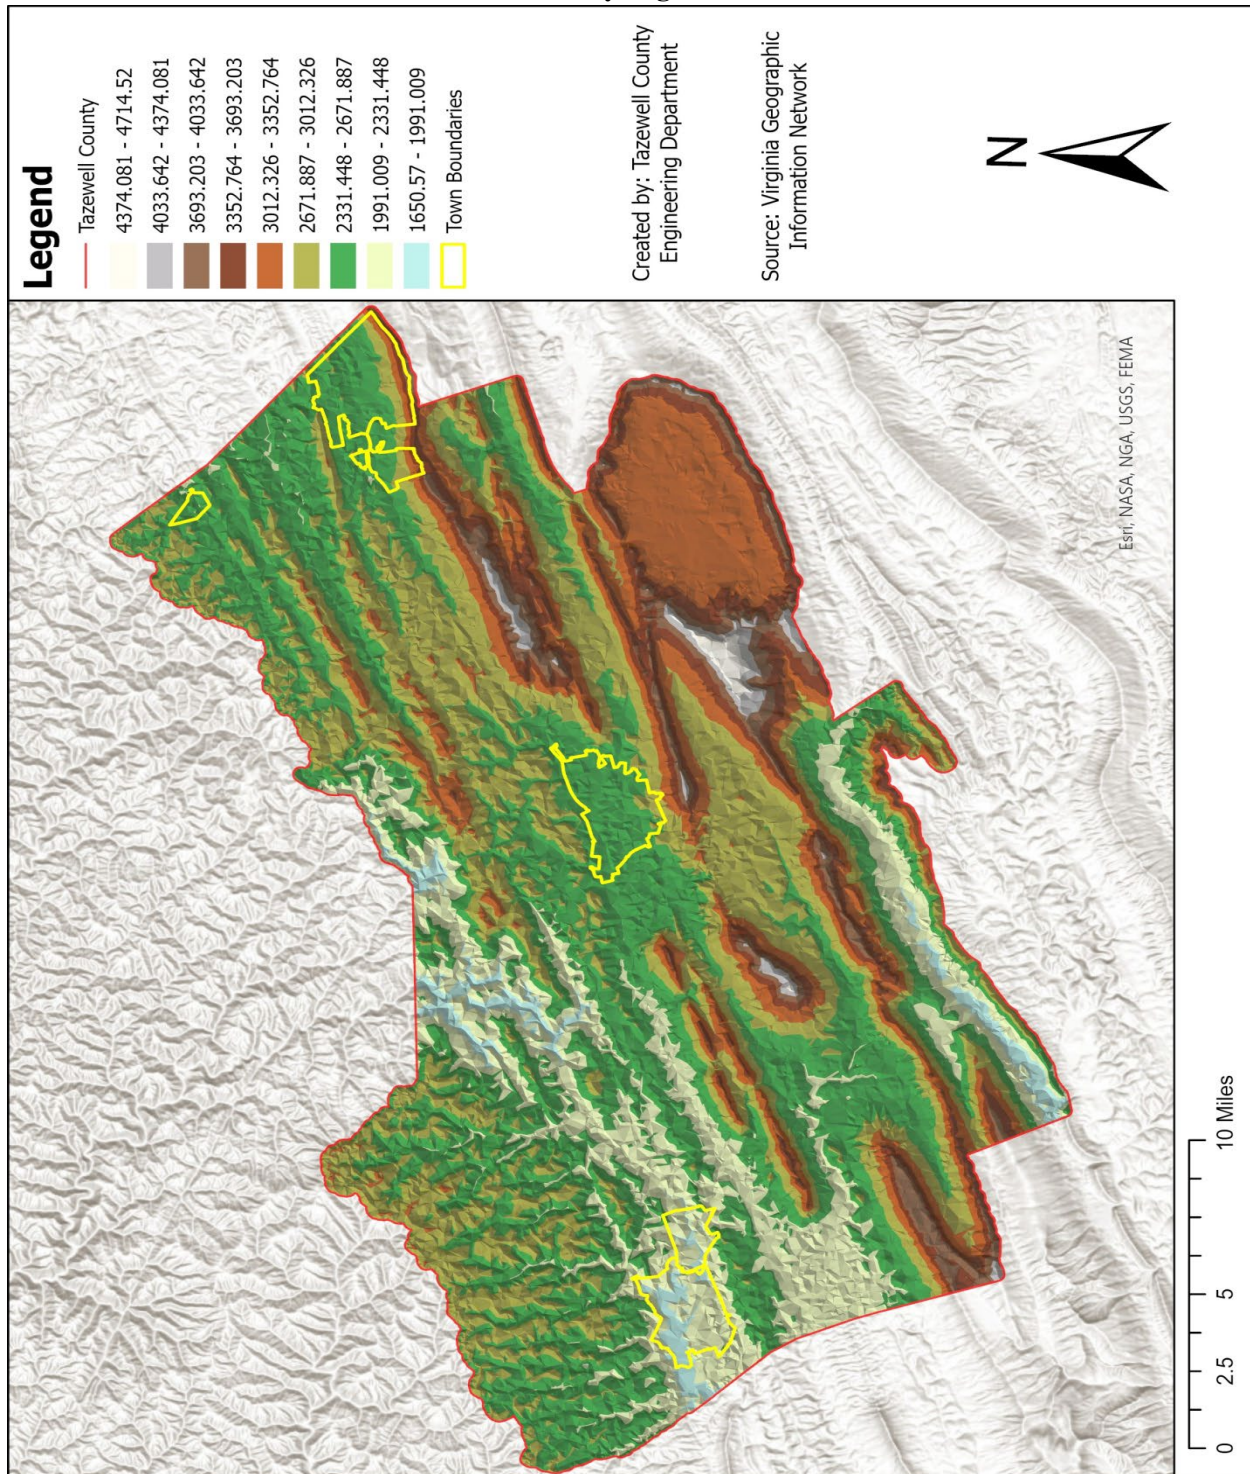 Legend
Tazewell County
4374.081 - 4714.52
4033.642 - 4374.081
3693.203 - 4033.642
3352.764 - 3693.203
3012.326 - 3352.764
2671.887 - 3012.326
2331.448 - 2671.887
1991.009 - 2331.448
1650.57 - 1991.009
Town Boundaries
Created by: Tazewell County
Engineering Department
Source: Virginia Geographic
Information Network
N
Esri, NASA, NGA, USGS, FEMA
0 2.5 5 10 Miles